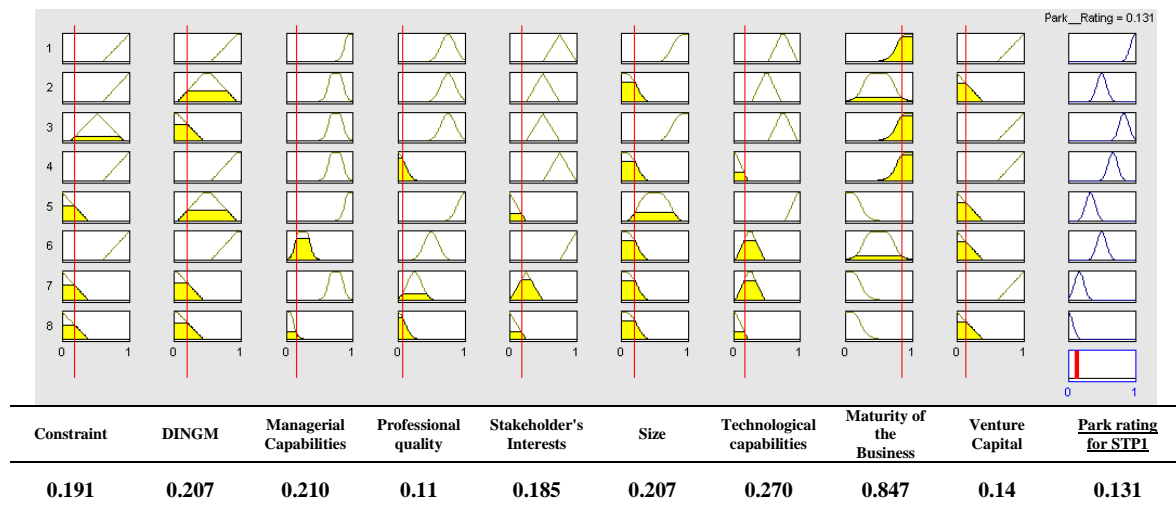 Park__Rating = 0.131
1
2
3
4
5
6
7
8
0 1 0 1 0 1 0 1 0 1 0 1 0 1 0 1 0 1
0 1
Constraint DINGM Managerial Capabilities Professional quality Stakeholder's Interests Size Technological capabilities Maturity of the Business Venture Capital Park rating for STP1
0.191 0.207 0.210 0.11 0.185 0.207 0.270 0.847 0.14 0.131